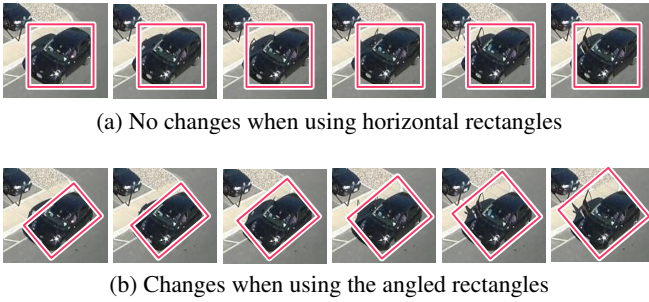 (a) No changes when using horizontal rectangles
(b) Changes when using the angled rectangles